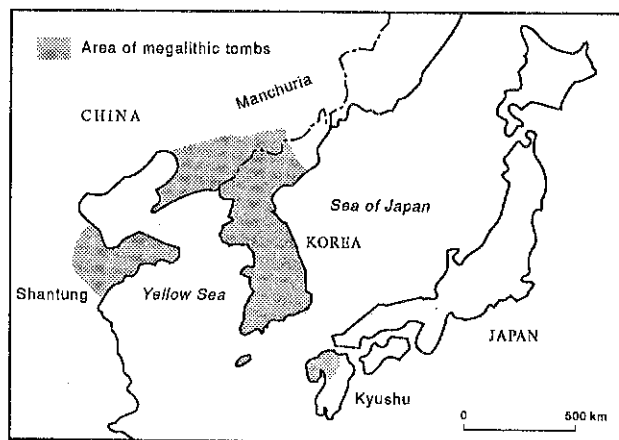 Area of megalithic tombs
Manchuria
CHINA
Sea of Japan
KOREA
Shantung
Yellow Sea
JAPAN
Kyushu
0 500 km